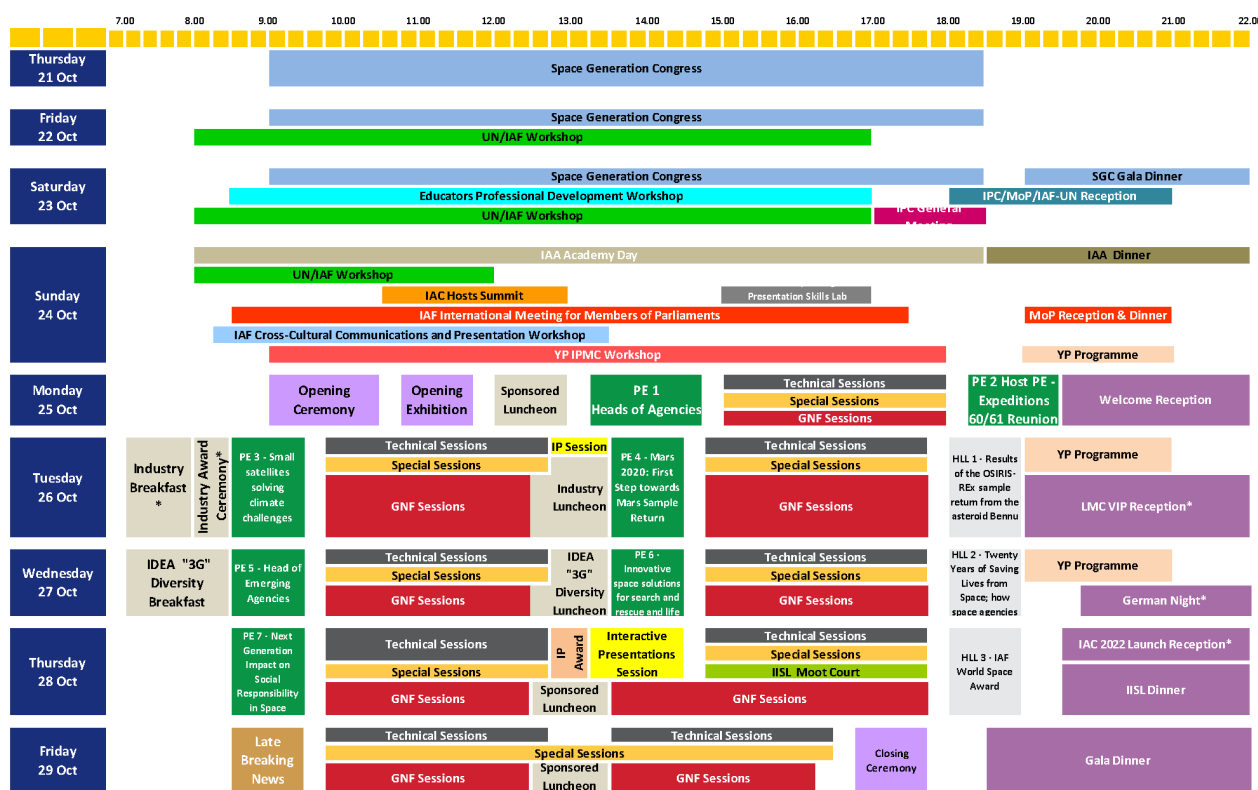 7.00 8.00 9.00 10.00 11.00 12.00 13.00 14.00 15.00 16.00 17.00 18.00 19.00 20.00 21.00 22.00
Thursday
21 Oct
Space Generation Congress
Friday
22 Oct
Space Generation Congress
UN/IAF Workshop
Saturday
23 Oct
Space Generation Congress
SGC Gala Dinner
Educators Professional Development Workshop
IPC/MoP/IAF-UN Reception
UN/IAF Workshop
IPC General
Meeting
Sunday
24 Oct
IAA Academy Day
IAA Dinner
UN/IAF Workshop
IAC Hosts Summit
Presentation Skills Lab
IAF International Meeting for Members of Parliaments
MoP Reception & Dinner
IAF Cross-Cultural Communications and Presentation Workshop
YP IPMC Workshop
YP Programme
Monday
25 Oct
Opening
Ceremony
Opening
Exhibition
Sponsored
Luncheon
PE 1
Heads of Agencies
Technical Sessions
Special Sessions
GNF Sessions
PE 2 Host PE -
Expeditions
60/61 Reunion
Welcome Reception
Tuesday
26 Oct
Industry
Breakfast
*
Industry Award
Ceremony*
PE 3 - Small
satellites
solving
climate
challenges
Technical Sessions
Special Sessions
GNF Sessions
IP Session
Industry
Luncheon
PE 4 - Mars
2020: First
Step towards
Mars Sample
Return
Technical Sessions
Special Sessions
GNF Sessions
HLL 1 - Results
of the OSIRIS-
REx sample
return from the
asteroid Bennu
YP Programme
LMC VIP Reception*
Wednesday
27 Oct
IDEA "3G"
Diversity
Breakfast
PE 5 - Head of
Emerging
Agencies
Technical Sessions
Special Sessions
GNF Sessions
IDEA
"3G"
Diversity
Luncheon
PE 6 -
Innovative
space solutions
for search and
rescue and life
Technical Sessions
Special Sessions
GNF Sessions
HLL 2 - Twenty
Years of Saving
Lives from
Space; how
space agencies
YP Programme
German Night*
Thursday
28 Oct
PE 7 - Next
Generation
Impact on
Social
Responsibility
in Space
Technical Sessions
Special Sessions
GNF Sessions
IP
Award
Sponsored
Luncheon
Interactive
Presentations
Session
Technical Sessions
Special Sessions
IISL Moot Court
GNF Sessions
HLL 3 - IAF
World Space
Award
IAC 2022 Launch Reception*
IISL Dinner
Friday
29 Oct
Late
Breaking
News
Technical Sessions
Technical Sessions
Special Sessions
GNF Sessions
Sponsored
Luncheon
GNF Sessions
Closing
Ceremony
Gala Dinner